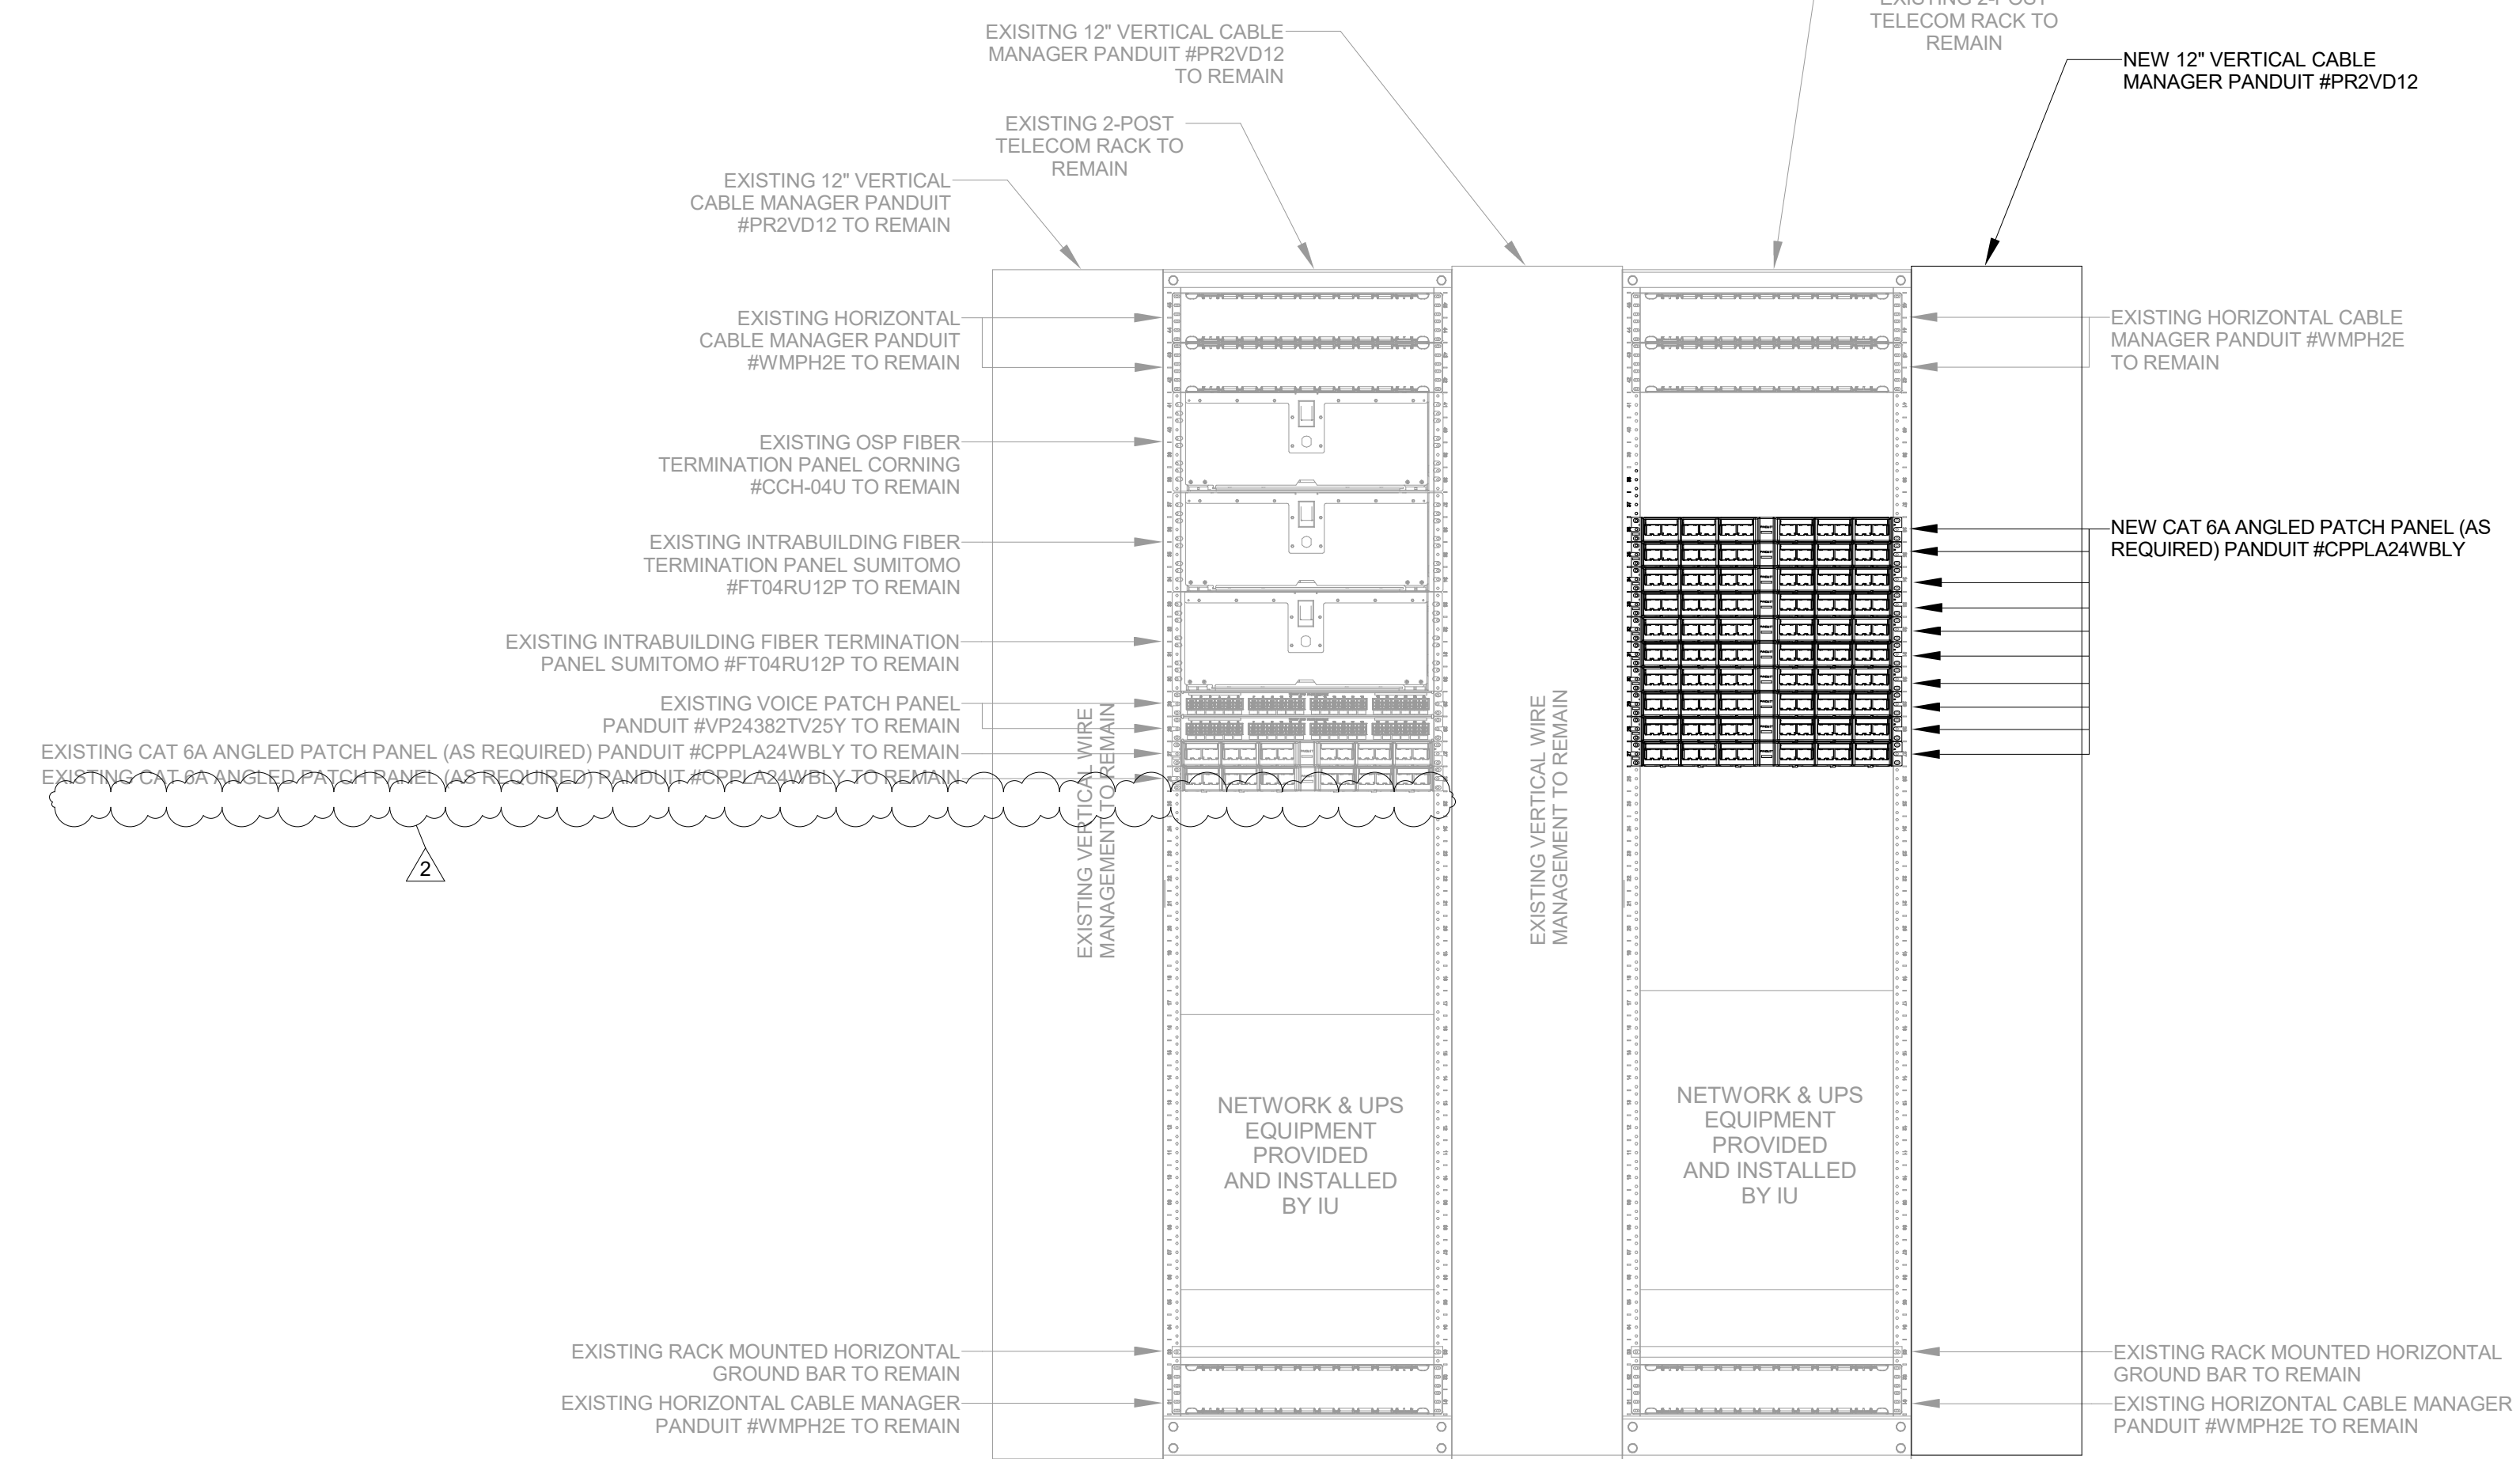 EXISITNG 12" VERTICAL CABLE
MANAGER PANDUIT #PR2VD12
TO REMAIN
EXISTING 2-POST
TELECOM RACK TO
REMAIN
NEW 12" VERTICAL CABLE
MANAGER PANDUIT #PR2VD12
EXISTING 2-POST
TELECOM RACK TO
REMAIN
EXISTING 12" VERTICAL
CABLE MANAGER PANDUIT
#PR2VD12 TO REMAIN
EXISTING HORIZONTAL
CABLE MANAGER PANDUIT
#WMPH2E TO REMAIN
EXISTING HORIZONTAL CABLE
MANAGER PANDUIT #WMPH2E
TO REMAIN
EXISTING OSP FIBER
TERMINATION PANEL CORNING
#CCH-04U TO REMAIN
EXISTING INTRABUILDING FIBER
TERMINATION PANEL SUMITOMO
#FT04RU12P TO REMAIN
NEW CAT 6A ANGLED PATCH PANEL (AS
REQUIRED) PANDUIT #CPPLA24WBLY
EXISTING INTRABUILDING FIBER TERMINATION
PANEL SUMITOMO #FT04RU12P TO REMAIN
EXISTING VOICE PATCH PANEL
PANDUIT #VP24382TV25Y TO REMAIN
EXISTING CAT 6A ANGLED PATCH PANEL (AS REQUIRED) PANDUIT #CPPLA24WBLY TO REMAIN
EXISTING CAT 6A ANGLED PATCH PANEL (AS REQUIRED) PANDUIT #CPPLA24WBLY TO REMAIN
2
EXISTING VERTICAL WIRE
MANAGEMENT TO REMAIN
EXISTING VERTICAL WIRE
MANAGEMENT TO REMAIN
NETWORK & UPS
EQUIPMENT
PROVIDED
AND INSTALLED
BY IU
NETWORK & UPS
EQUIPMENT
PROVIDED
AND INSTALLED
BY IU
EXISTING RACK MOUNTED HORIZONTAL
GROUND BAR TO REMAIN
EXISTING HORIZONTAL CABLE MANAGER
PANDUIT #WMPH2E TO REMAIN
EXISTING RACK MOUNTED HORIZONTAL
GROUND BAR TO REMAIN
EXISTING HORIZONTAL CABLE MANAGER
PANDUIT #WMPH2E TO REMAIN